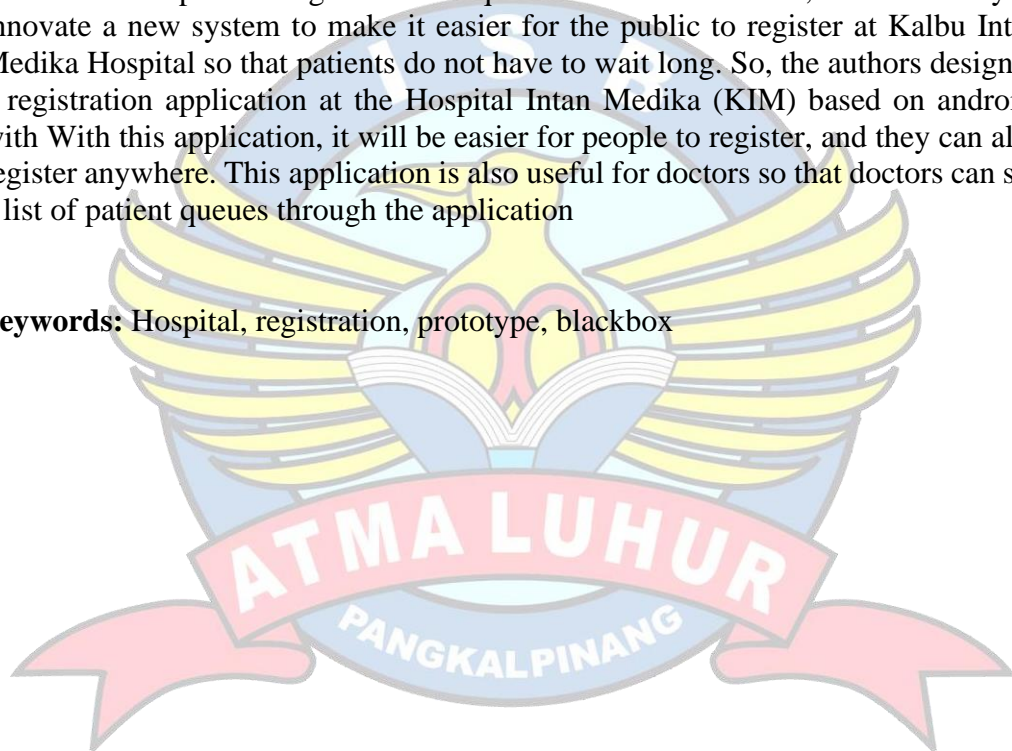 nnovate a new system to make it easier for the public to register at Kalbu Int
Medika Hospital so that patients do not have to wait long. So, the authors design
registration application at the Hospital Intan Medika (KIM) based on andro
with With this application, it will be easier for people to register, and they can al
egister anywhere. This application is also useful for doctors so that doctors can s
list of patient queues through the application
eywords: Hospital, registration, prototype, blackbox
I S B
ATMA LUHUR
PANGKALPINANG